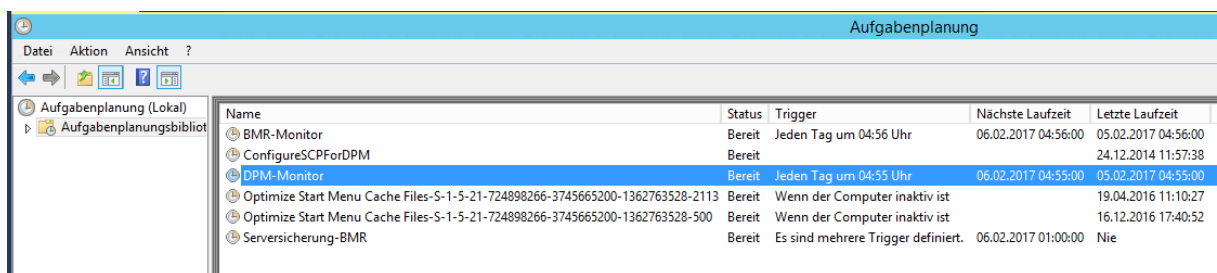 Aufgabenplanung
Datei Aktion Ansicht ?
Aufgabenplanung (Lokal)
Aufgabenplanungsbibliot
Name Status Trigger Nächste Laufzeit Letzte Laufzeit
BMR-Monitor Bereit Jeden Tag um 04:56 Uhr 06.02.2017 04:56:00 05.02.2017 04:56:00
ConfigureSCPForDPM Bereit 24.12.2014 11:57:38
DPM-Monitor Bereit Jeden Tag um 04:55 Uhr 06.02.2017 04:55:00 05.02.2017 04:55:00
Optimize Start Menu Cache Files-S-1-5-21-724898266-3745665200-1362763528-2113 Bereit Wenn der Computer inaktiv ist 19.04.2016 11:10:27
Optimize Start Menu Cache Files-S-1-5-21-724898266-3745665200-1362763528-500 Bereit Wenn der Computer inaktiv ist 16.12.2016 17:40:52
Serversicherung-BMR Bereit Es sind mehrere Trigger definiert. 06.02.2017 01:00:00 Nie